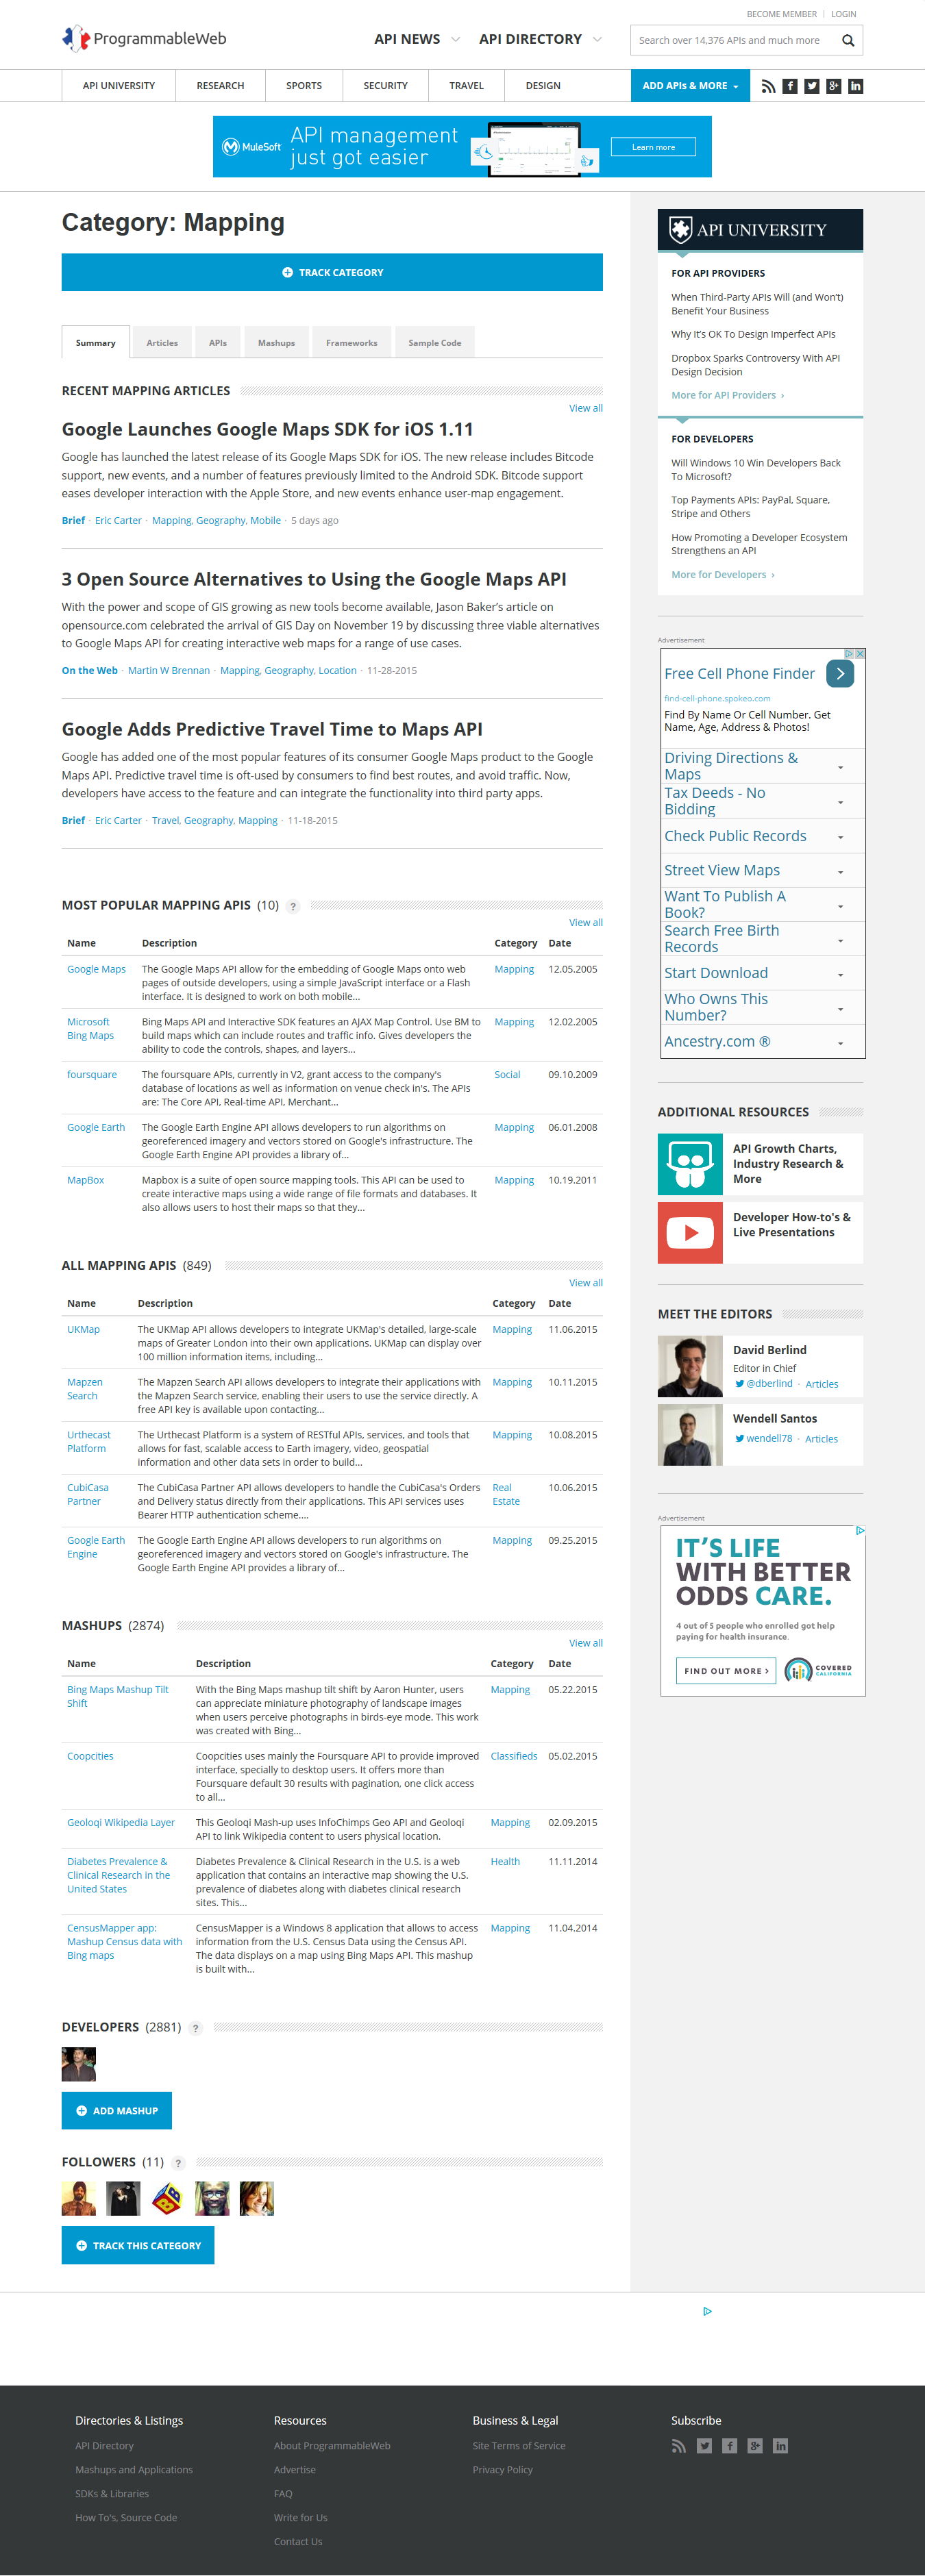 BECOME MEMBER | LOGIN
ProgrammableWeb
API NEWS
API DIRECTORY
Search over 14,376 APIs and much more
API UNIVERSITY
RESEARCH
SPORTS
SECURITY
TRAVEL
DESIGN
ADD APIs & MORE
MuleSoft
API management
just got easier
Learn more
Category: Mapping
TRACK CATEGORY
Summary
Articles
APIs
Mashups
Frameworks
Sample Code
RECENT MAPPING ARTICLES
View all
Google Launches Google Maps SDK for iOS 1.11
Google has launched the latest release of its Google Maps SDK for iOS. The new release includes Bitcode
support, new events, and a number of features previously limited to the Android SDK. Bitcode support
eases developer interaction with the Apple Store, and new events enhance user-map engagement.
Brief · Eric Carter · Mapping, Geography, Mobile · 5 days ago
3 Open Source Alternatives to Using the Google Maps API
With the power and scope of GIS growing as new tools become available, Jason Baker's article on
opensource.com celebrated the arrival of GIS Day on November 19 by discussing three viable alternatives
to Google Maps API for creating interactive web maps for a range of use cases.
On the Web · Martin W Brennan · Mapping, Geography, Location · 11-28-2015
Google Adds Predictive Travel Time to Maps API
Google has added one of the most popular features of its consumer Google Maps product to the Google
Maps API. Predictive travel time is oft-used by consumers to find best routes, and avoid traffic. Now,
developers have access to the feature and can integrate the functionality into third party apps.
Brief · Eric Carter · Travel, Geography, Mapping · 11-18-2015
MOST POPULAR MAPPING APIS (10) ?
View all
Name Description Category Date
Google Maps The Google Maps API allow for the embedding of Google Maps onto web Mapping 12.05.2005
pages of outside developers, using a simple JavaScript interface or a Flash
interface. It is designed to work on both mobile...
Microsoft Bing Maps API and Interactive SDK features an AJAX Map Control. Use BM to Mapping 12.02.2005
Bing Maps build maps which can include routes and traffic info. Gives developers the
ability to code the controls, shapes, and layers...
foursquare The foursquare APIs, currently in V2, grant access to the company's Social 09.10.2009
database of locations as well as information on venue check in's. The APIs
are: The Core API, Real-time API, Merchant...
Google Earth The Google Earth Engine API allows developers to run algorithms on Mapping 06.01.2008
georeferenced imagery and vectors stored on Google's infrastructure. The
Google Earth Engine API provides a library of...
MapBox Mapbox is a suite of open source mapping tools. This API can be used to Mapping 10.19.2011
create interactive maps using a wide range of file formats and databases. It
also allows users to host their maps so that they...
ALL MAPPING APIS (849)
View all
Name Description Category Date
UKMap The UKMap API allows developers to integrate UKMap's detailed, large-scale Mapping 11.06.2015
maps of Greater London into their own applications. UKMap can display over
100 million information items, including...
Mapzen The Mapzen Search API allows developers to integrate their applications with Mapping 10.11.2015
Search the Mapzen Search service, enabling their users to use the service directly. A
free API key is available upon contacting...
Urthecast The Urthecast Platform is a system of RESTful APIs, services, and tools that Mapping 10.08.2015
Platform allows for fast, scalable access to Earth imagery, video, geospatial
information and other data sets in order to build...
CubiCasa The CubiCasa Partner API allows developers to handle the CubiCasa's Orders Real 10.06.2015
Partner and Delivery status directly from their applications. This API services uses Estate
Bearer HTTP authentication scheme....
Google Earth The Google Earth Engine API allows developers to run algorithms on Mapping 09.25.2015
Engine georeferenced imagery and vectors stored on Google's infrastructure. The
Google Earth Engine API provides a library of...
MASHUPS (2874)
View all
Name Description Category Date
Bing Maps Mashup Tilt With the Bing Maps mashup tilt shift by Aaron Hunter, users Mapping 05.22.2015
Shift can appreciate miniature photography of landscape images
when users perceive photographs in birds-eye mode. This work
was created with Bing...
Coopcities Coopcities uses mainly the Foursquare API to provide improved Classifieds 05.02.2015
interface, specially to desktop users. It offers more than
Foursquare default 30 results with pagination, one click access
to all...
Geoloqi Wikipedia Layer This Geoloqi Mash-up uses InfoChimps Geo API and Geoloqi Mapping 02.09.2015
API to link Wikipedia content to users physical location.
Diabetes Prevalence & Diabetes Prevalence & Clinical Research in the U.S. is a web Health 11.11.2014
Clinical Research in the application that contains an interactive map showing the U.S.
United States prevalence of diabetes along with diabetes clinical research
sites. This...
CensusMapper app: CensusMapper is a Windows 8 application that allows to access Mapping 11.04.2014
Mashup Census data with information from the U.S. Census Data using the Census API.
Bing maps The data displays on a map using Bing Maps API. This mashup
is built with...
DEVELOPERS (2881) ?
ADD MASHUP
FOLLOWERS (11) ?
TRACK THIS CATEGORY
API UNIVERSITY
FOR API PROVIDERS
When Third-Party APIs Will (and Won't)
Benefit Your Business
Why It's OK To Design Imperfect APIs
Dropbox Sparks Controversy With API
Design Decision
More for API Providers ›
FOR DEVELOPERS
Will Windows 10 Win Developers Back
To Microsoft?
Top Payments APIs: PayPal, Square,
Stripe and Others
How Promoting a Developer Ecosystem
Strengthens an API
More for Developers ›
Advertisement
Free Cell Phone Finder
find-cell-phone.spokeo.com
Find By Name Or Cell Number. Get
Name, Age, Address & Photos!
Driving Directions &
Maps
Tax Deeds - No
Bidding
Check Public Records
Street View Maps
Want To Publish A
Book?
Search Free Birth
Records
Start Download
Who Owns This
Number?
Ancestry.com ®
ADDITIONAL RESOURCES
API Growth Charts,
Industry Research &
More
Developer How-to's &
Live Presentations
MEET THE EDITORS
David Berlind
Editor in Chief
@dberlind · Articles
Wendell Santos
wendell78 · Articles
Advertisement
IT'S LIFE
WITH BETTER
ODDS CARE.
4 out of 5 people who enrolled got help
paying for health insurance.
FIND OUT MORE ›
COVERED
CALIFORNIA
Directories & Listings
API Directory
Mashups and Applications
SDKs & Libraries
How To's, Source Code
Resources
About ProgrammableWeb
Advertise
FAQ
Write for Us
Contact Us
Business & Legal
Site Terms of Service
Privacy Policy
Subscribe